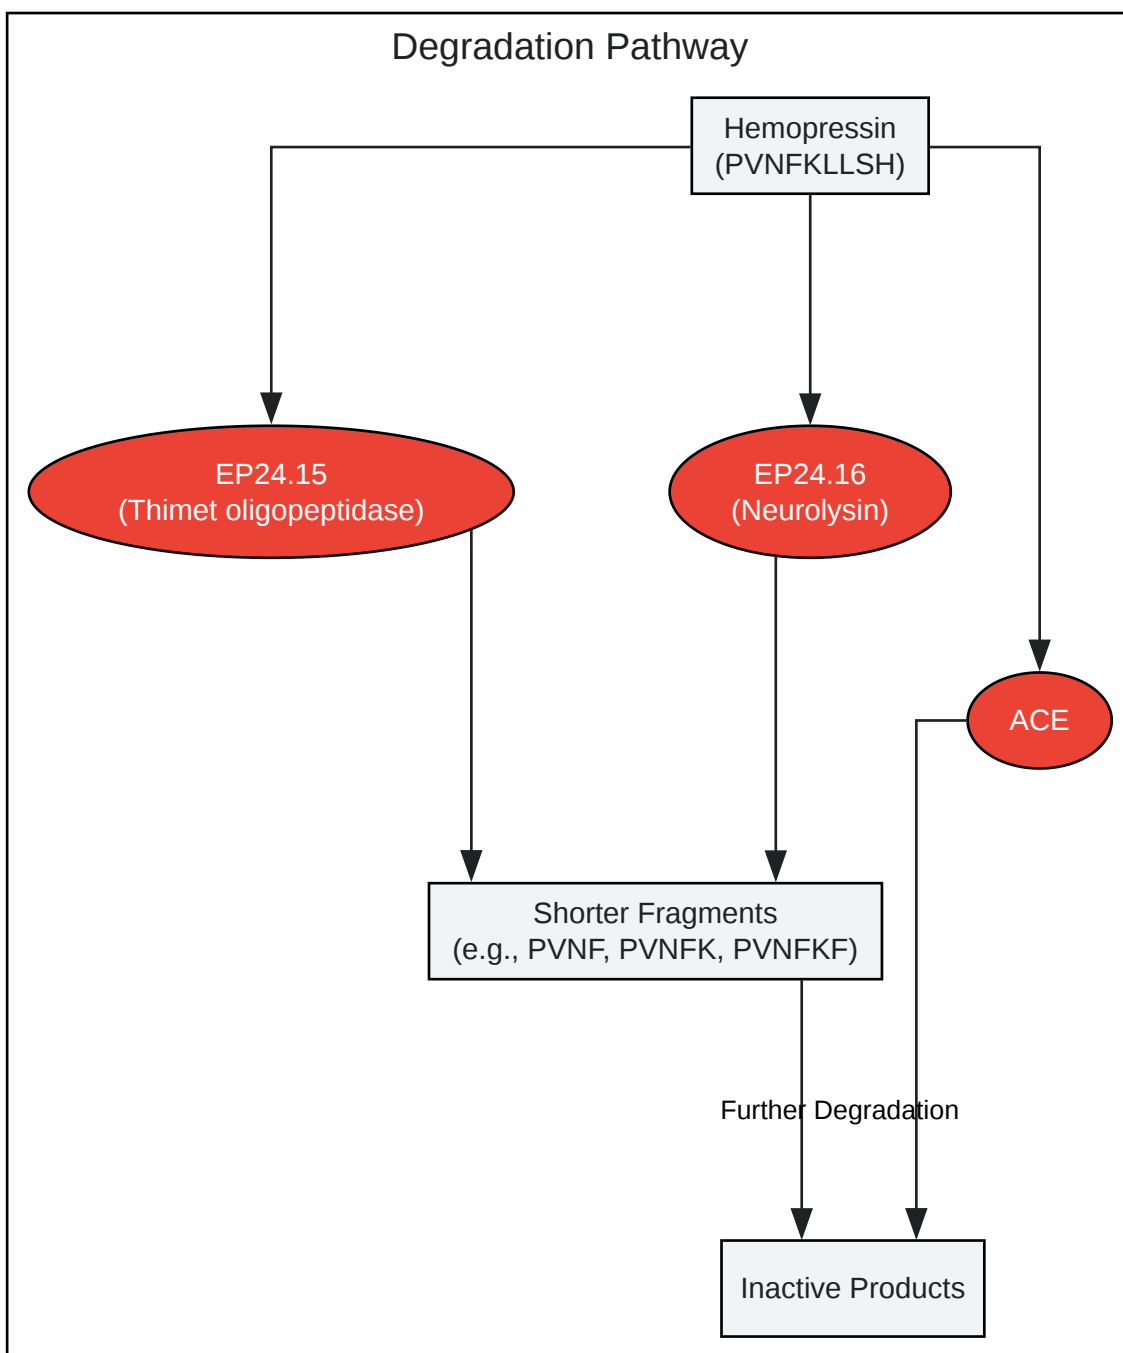 Degradation Pathway
Hemopressin
(PVNFKLLSH)
EP24.15
(Thimet oligopeptidase)
EP24.16
(Neurolysin)
ACE
Shorter Fragments
(e.g., PVNF, PVNFK, PVNFKF)
Further Degradation
Inactive Products